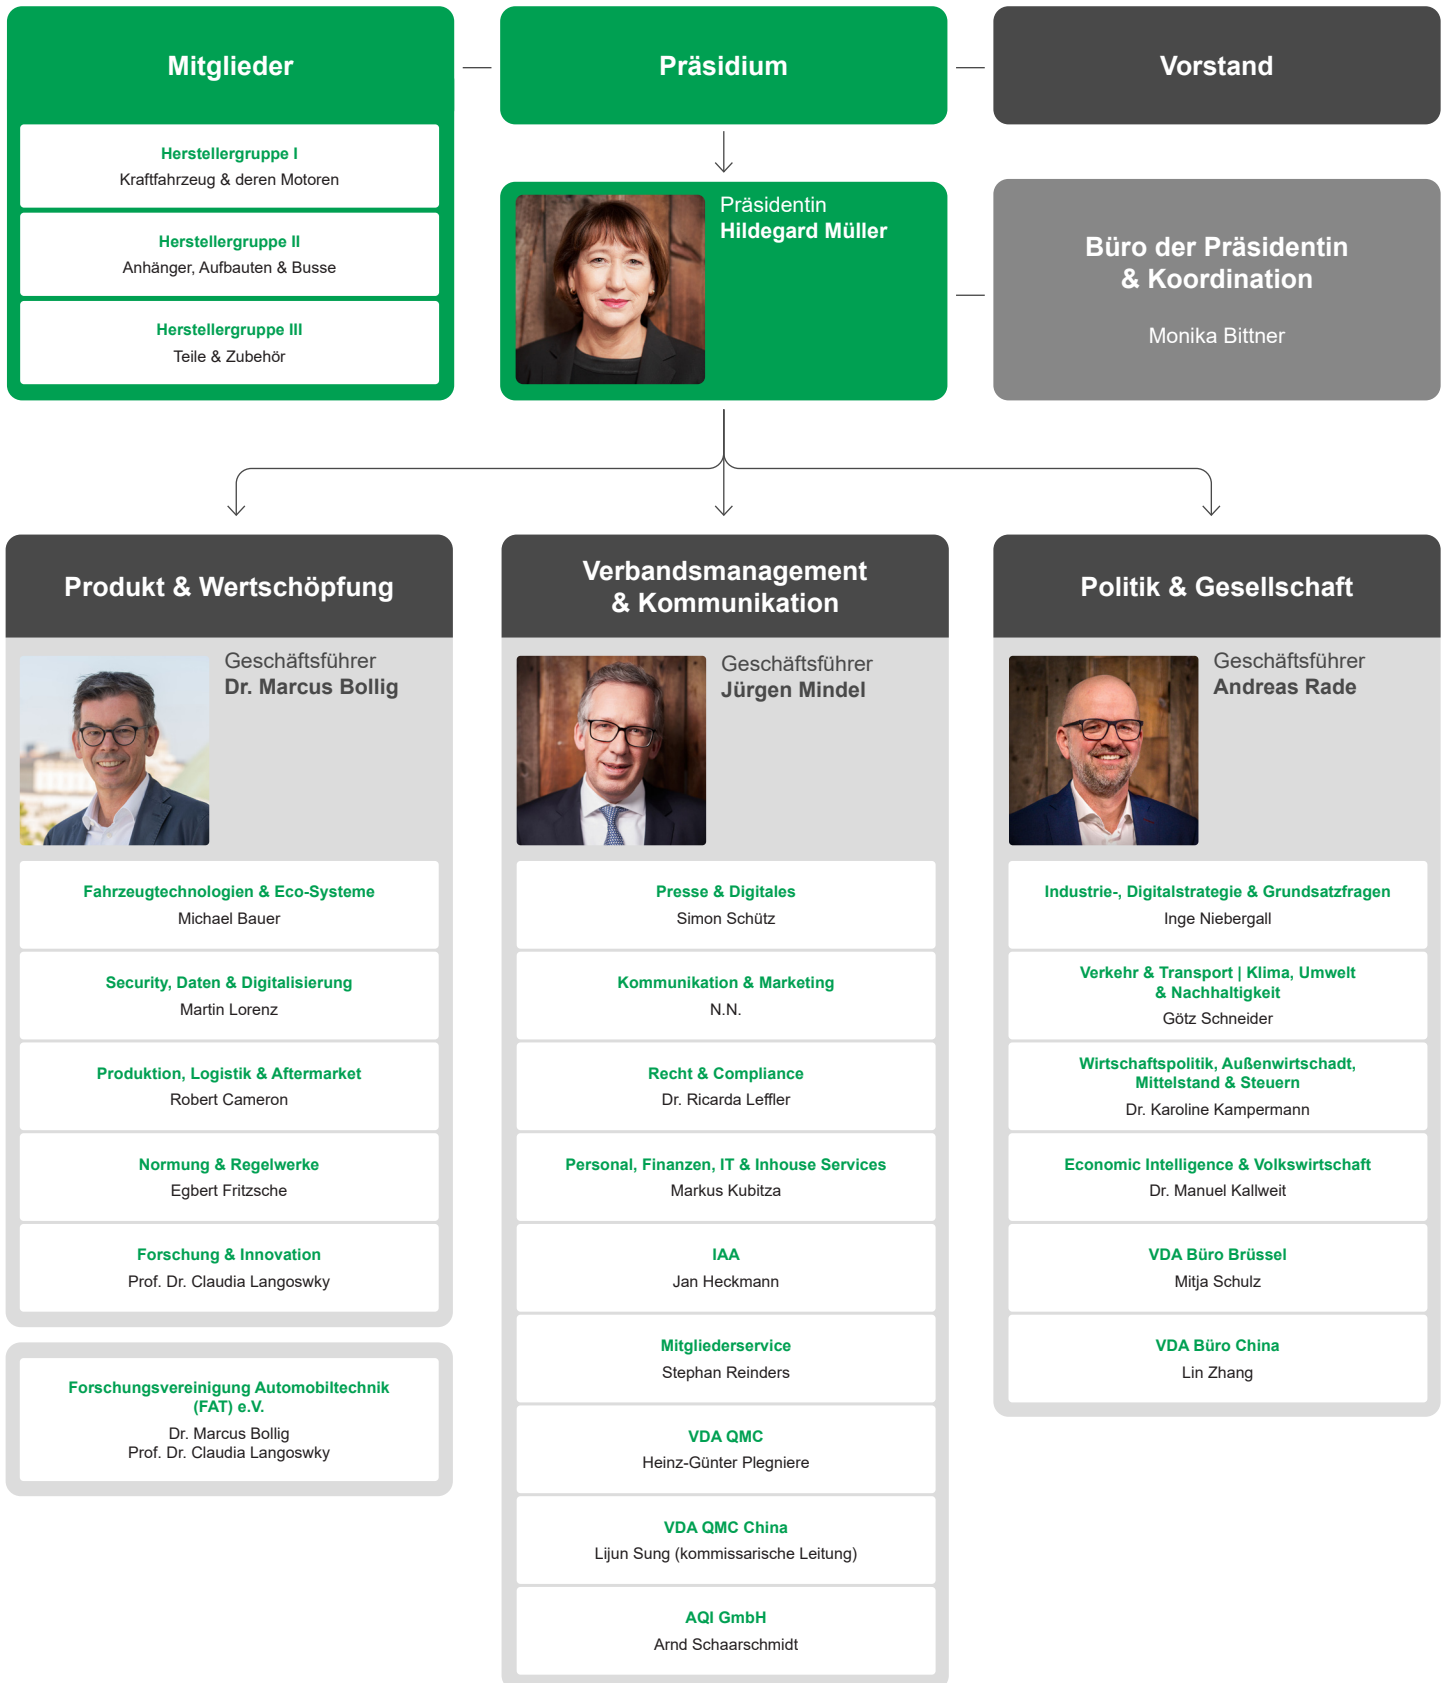 Mitglieder
Herstellergruppe I
Kraftfahrzeug & deren Motoren
Herstellergruppe II
Anhänger, Aufbauten & Busse
Herstellergruppe III
Teile & Zubehör
Präsidium
Vorstand
Präsidentin
Hildegard Müller
Büro der Präsidentin
& Koordination
Monika Bittner
Produkt & Wertschöpfung
Geschäftsführer
Dr. Marcus Bollig
Fahrzeugtechnologien & Eco-Systeme
Michael Bauer
Security, Daten & Digitalisierung
Martin Lorenz
Produktion, Logistik & Aftermarket
Robert Cameron
Normung & Regelwerke
Egbert Fritzsche
Forschung & Innovation
Prof. Dr. Claudia Langoswky
Forschungsvereinigung Automobiltechnik
(FAT) e.V.
Dr. Marcus Bollig
Prof. Dr. Claudia Langoswky
Verbandsmanagement
& Kommunikation
Geschäftsführer
Jürgen Mindel
Presse & Digitales
Simon Schütz
Kommunikation & Marketing
N.N.
Recht & Compliance
Dr. Ricarda Leffler
Personal, Finanzen, IT & Inhouse Services
Markus Kubitza
IAA
Jan Heckmann
Mitgliederservice
Stephan Reinders
VDA QMC
Heinz-Günter Plegniere
VDA QMC China
Lijun Sung (kommissarische Leitung)
AQI GmbH
Arnd Schaarschmidt
Politik & Gesellschaft
Geschäftsführer
Andreas Rade
Industrie-, Digitalstrategie & Grundsatzfragen
Inge Niebergall
Verkehr & Transport | Klima, Umwelt
& Nachhaltigkeit
Götz Schneider
Wirtschaftspolitik, Außenwirtschadt,
Mittelstand & Steuern
Dr. Karoline Kampermann
Economic Intelligence & Volkswirtschaft
Dr. Manuel Kallweit
VDA Büro Brüssel
Mitja Schulz
VDA Büro China
Lin Zhang